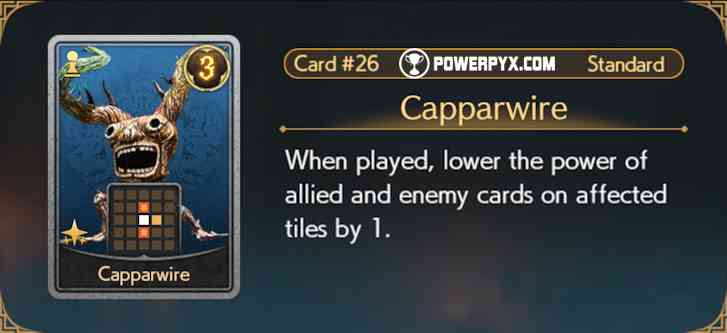 3
Capparwire
Card #26 POWERPYX.COM Standard
Capparwire
When played, lower the power of
allied and enemy cards on affected
tiles by 1.